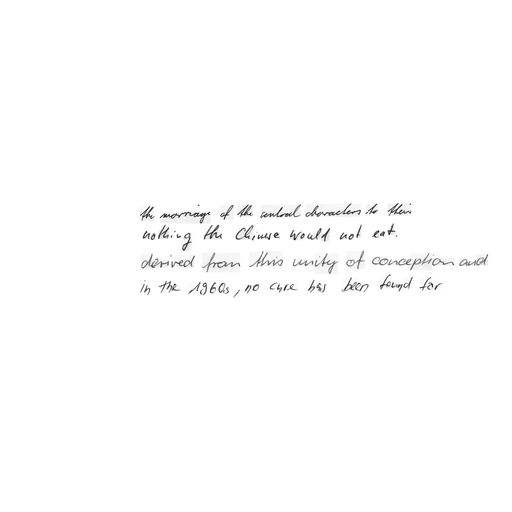 the marriage of the central characters to their
nothing the Chinese would not eat.
derived from this unity of conception and
in the 1960s, no cure has been found for